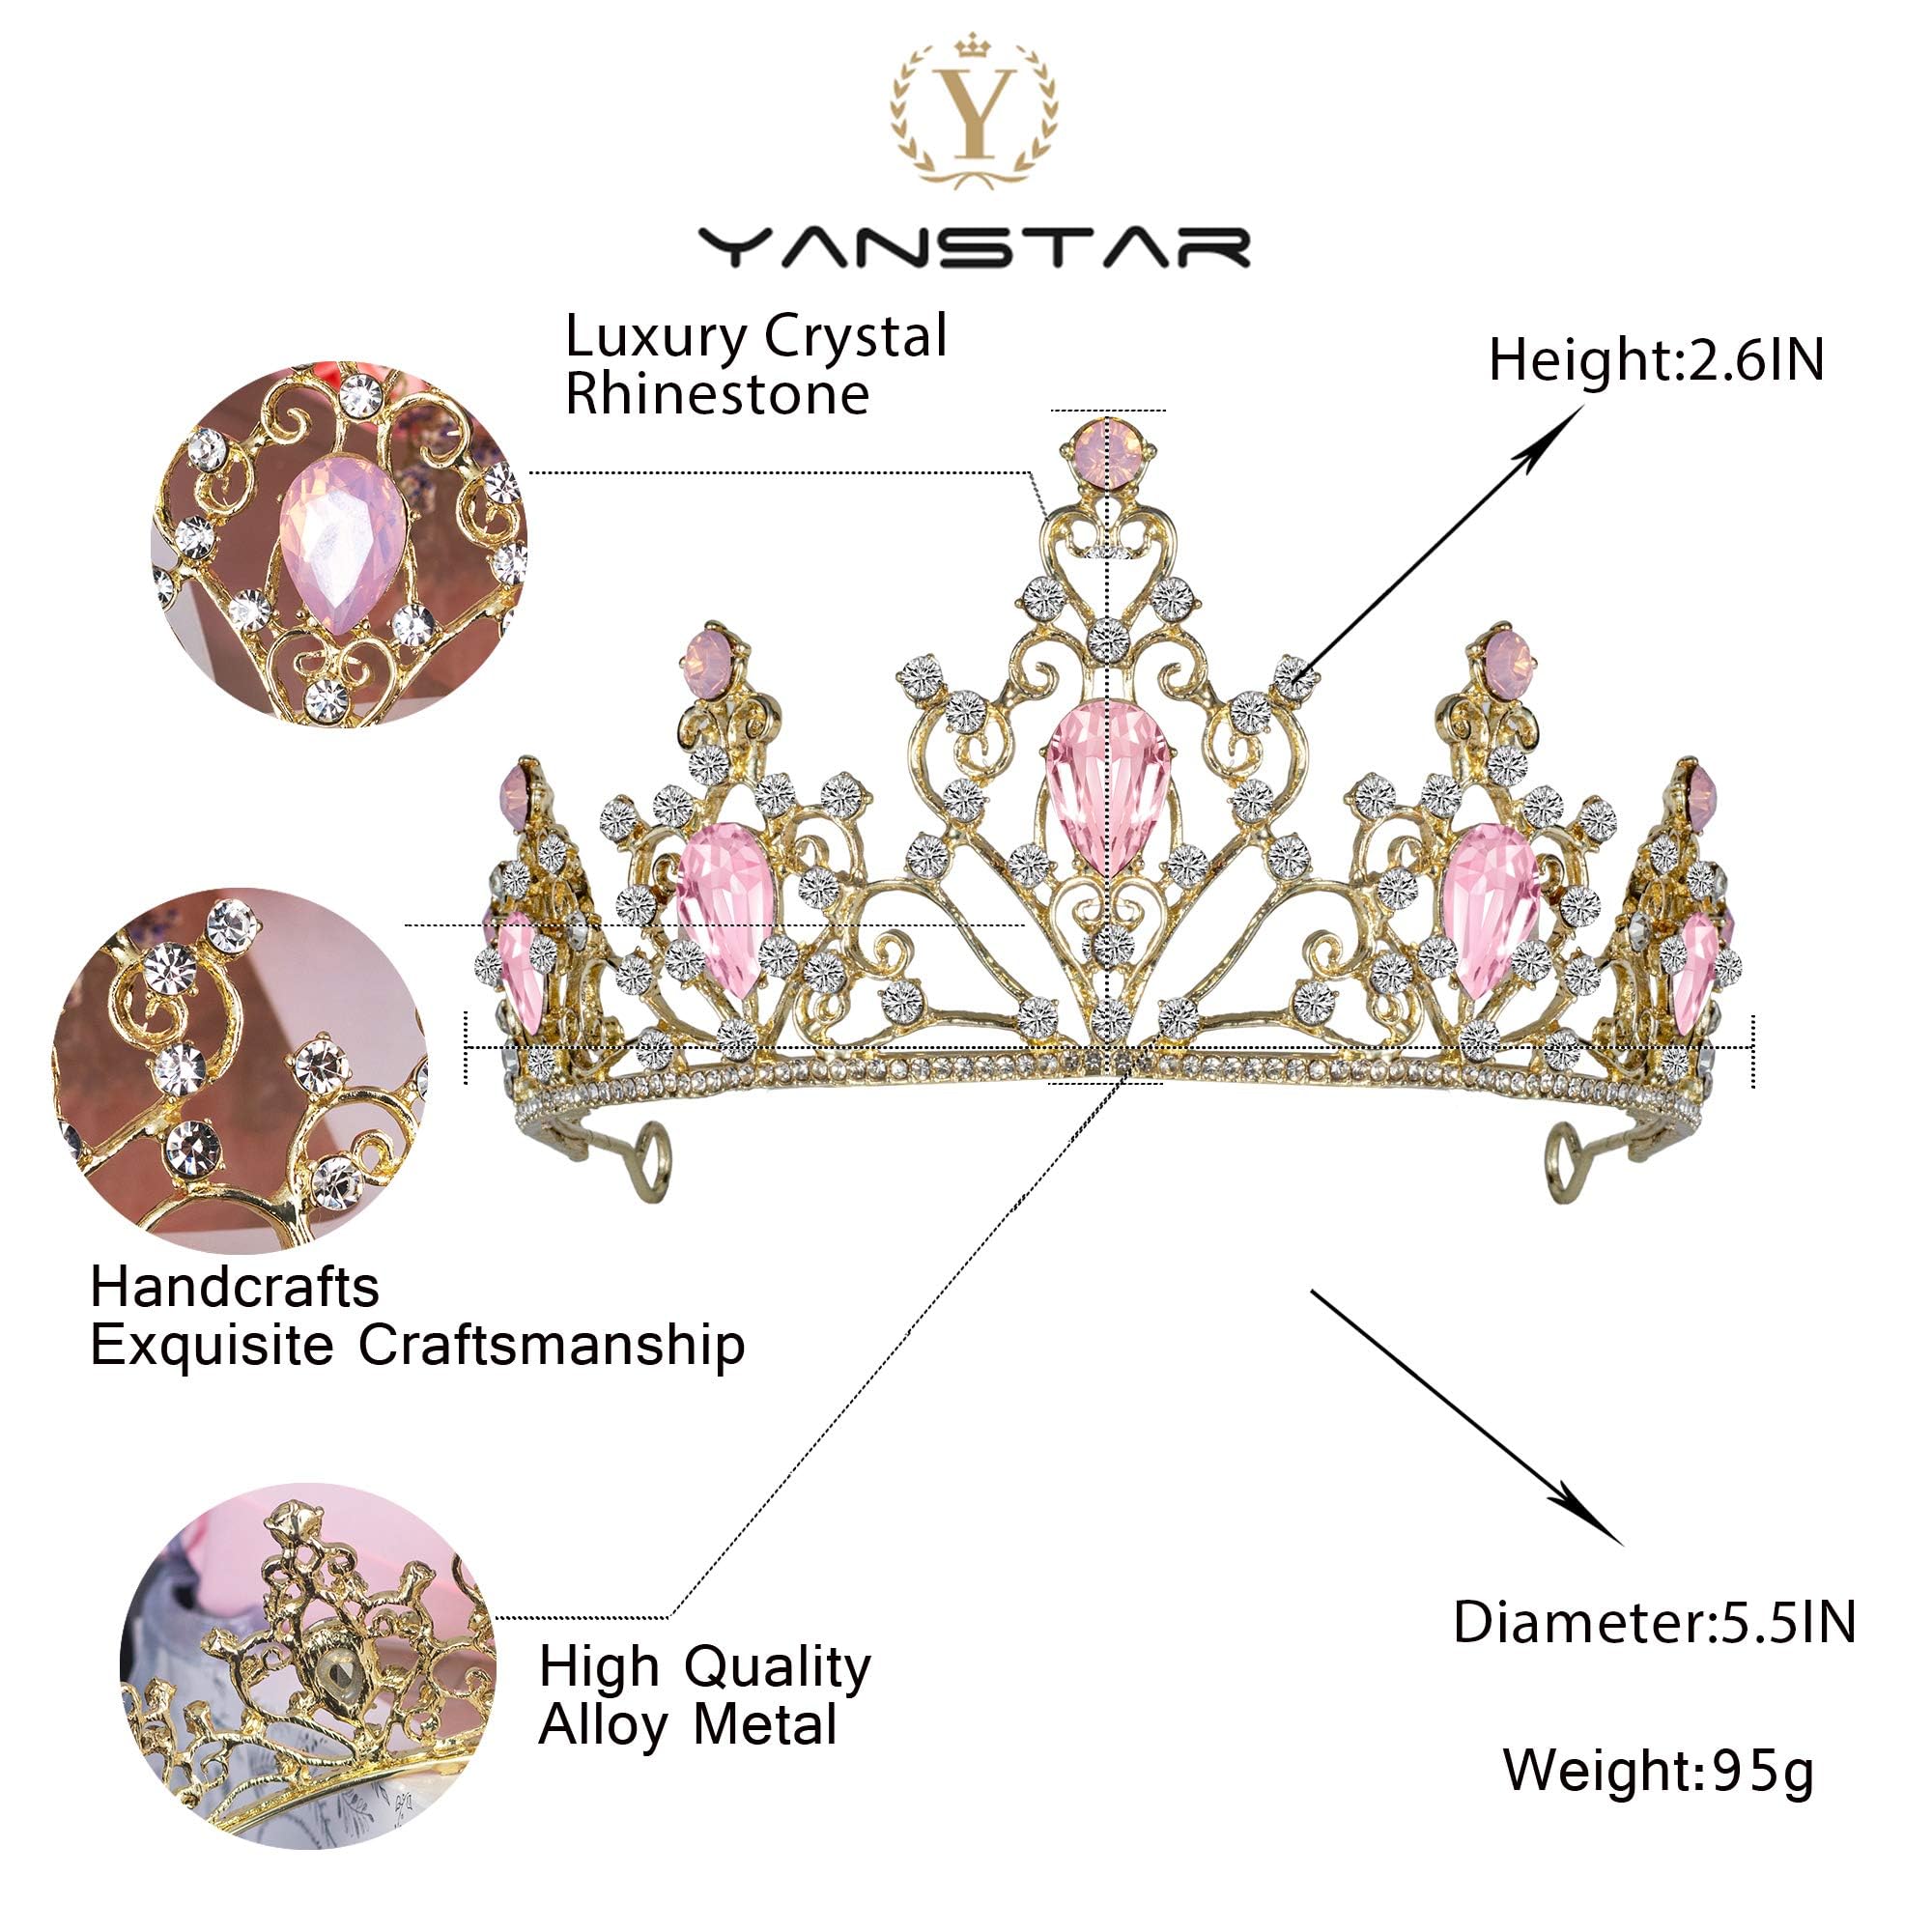 Y
YANSTAR
Luxury Crystal
Rhinestone
Height:2.6IN
Handcrafts
Exquisite Craftsmanship
High Quality
Alloy Metal
Diameter:5.5IN
Weight:95g